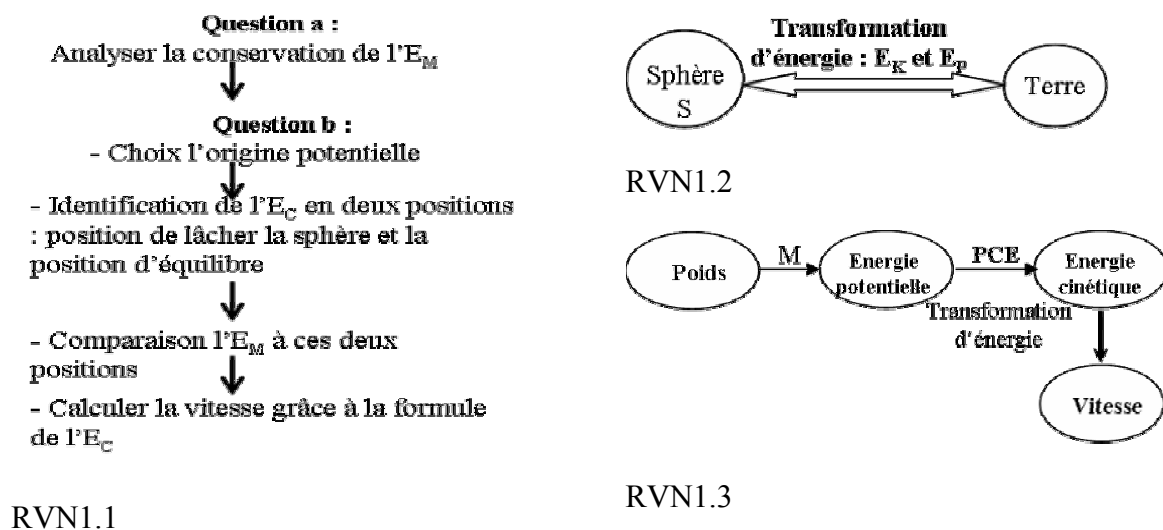 Question a :
Analyser la conservation de l'E_M
Question b :
- Choix l'origine potentielle
- Identification de l'E_C en deux positions
: position de lâcher la sphère et la
position d'équilibre
- Comparaison l'E_M à ces deux
positions
- Calculer la vitesse grâce à la formule
de l'E_C
RVN1.1
Transformation
d'énergie : E_K et E_P
Sphère
S
Terre
RVN1.2
Poids
M
Energie
potentielle
PCE
Energie
cinétique
Transformation
d'énergie
Vitesse
RVN1.3